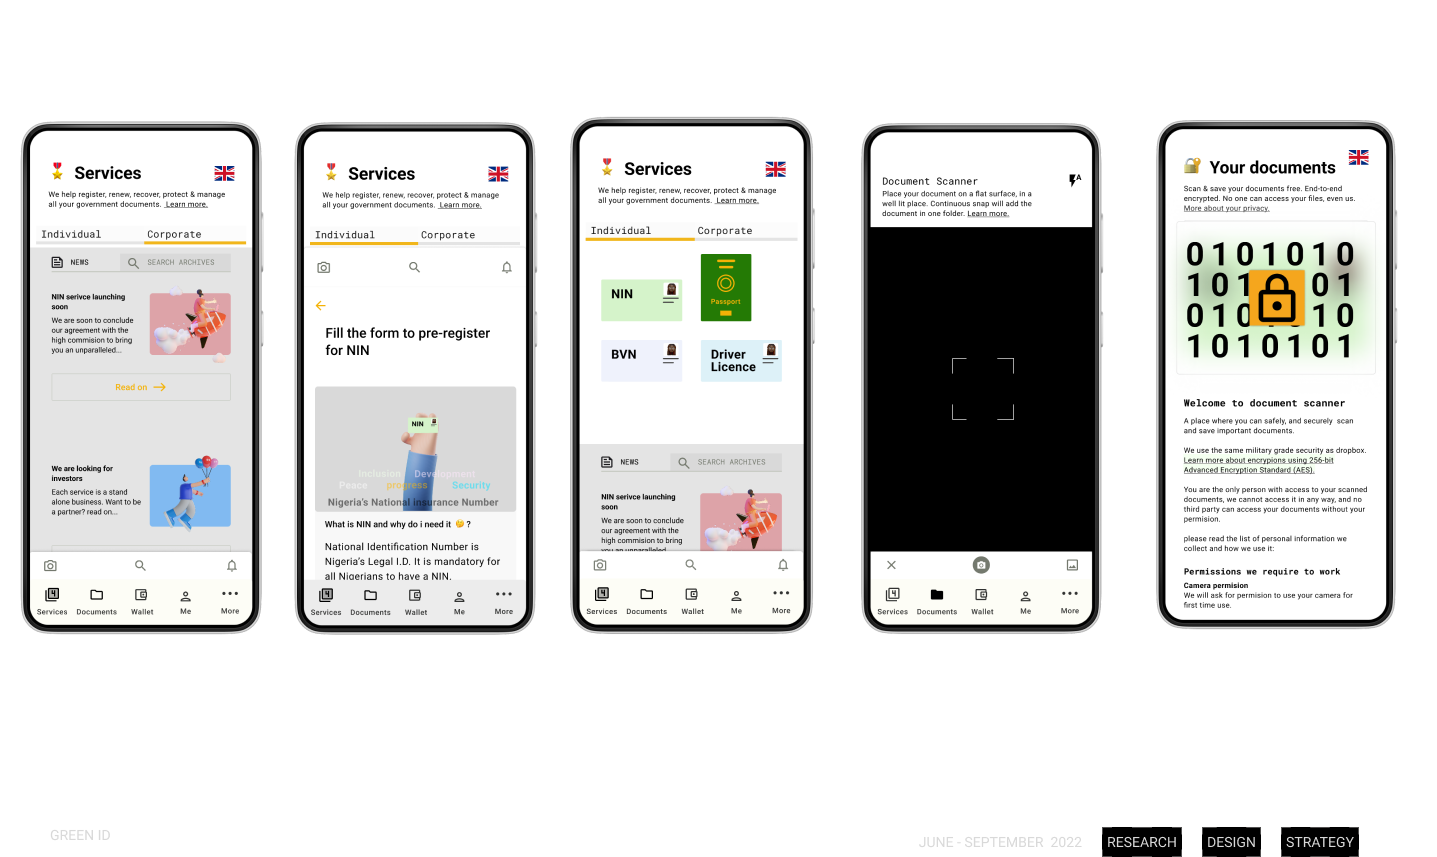 Services
We help register, renew, recover, protect & manage
all your government documents. Learn more.
Individual Corporate
NEWS SEARCH ARCHIVES
NIN serivce launching
soon
We are soon to conclude
our agreement with the
high commision to bring
you an unparalleled...
Read on
We are looking for
investors
Each service is a stand
alone business. Want to be
a partner? read on...
4
Services Documents Wallet Me More
Services
We help register, renew, recover, protect & manage
all your government documents. Learn more.
Individual Corporate
Fill the form to pre-register
for NIN
NIN
Inclusion Development
Peace progress Security
Nigeria's National Insurance Number
What is NIN and why do i need it ?
National Identification Number is
Nigeria's Legal I.D. It is mandatory for
all Nigerians to have a NIN.
4
Services Documents Wallet Me More
Services
We help register, renew, recover, protect & manage
all your government documents. Learn more.
Individual Corporate
NIN
Passport
BVN
Driver
Licence
NEWS SEARCH ARCHIVES
NIN serivce launching
soon
We are soon to conclude
our agreement with the
high commision to bring
you an unparalleled...
4
Services Documents Wallet Me More
Document Scanner
A
Place your document on a flat surface, in a
well lit place. Continuous snap will add the
document in one folder. Learn more.
4
Services Documents Wallet Me More
Your documents
Scan & save your documents free. End-to-end
encrypted. No one can access your files, even us.
More about your privacy.
0101010
101 01
010 10
1010101
Welcome to document scanner
A place where you can safely, and securely scan
and save important documents.
We use the same military grade security as dropbox.
Learn more about encrypions using 256-bit
Advanced Encryption Standard (AES).
You are the only person with access to your scanned
documents, we cannot access it in any way, and no
third party can access your documents without your
permision.
please read the list of personal information we
collect and how we use it:
Permissions we require to work
Camera permision
We will ask for permision to use your camera for
first time use.
GREEN ID
JUNE - SEPTEMBER 2022 RESEARCH DESIGN STRATEGY